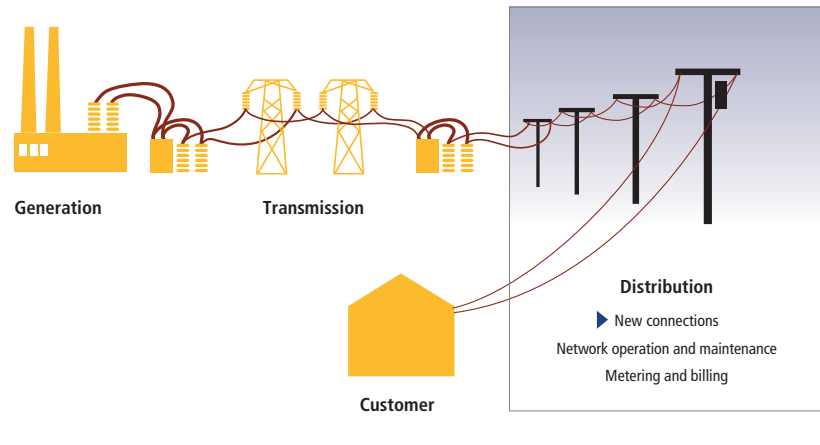 Generation
Transmission
Distribution
New connections
Network operation and maintenance
Metering and billing
Customer